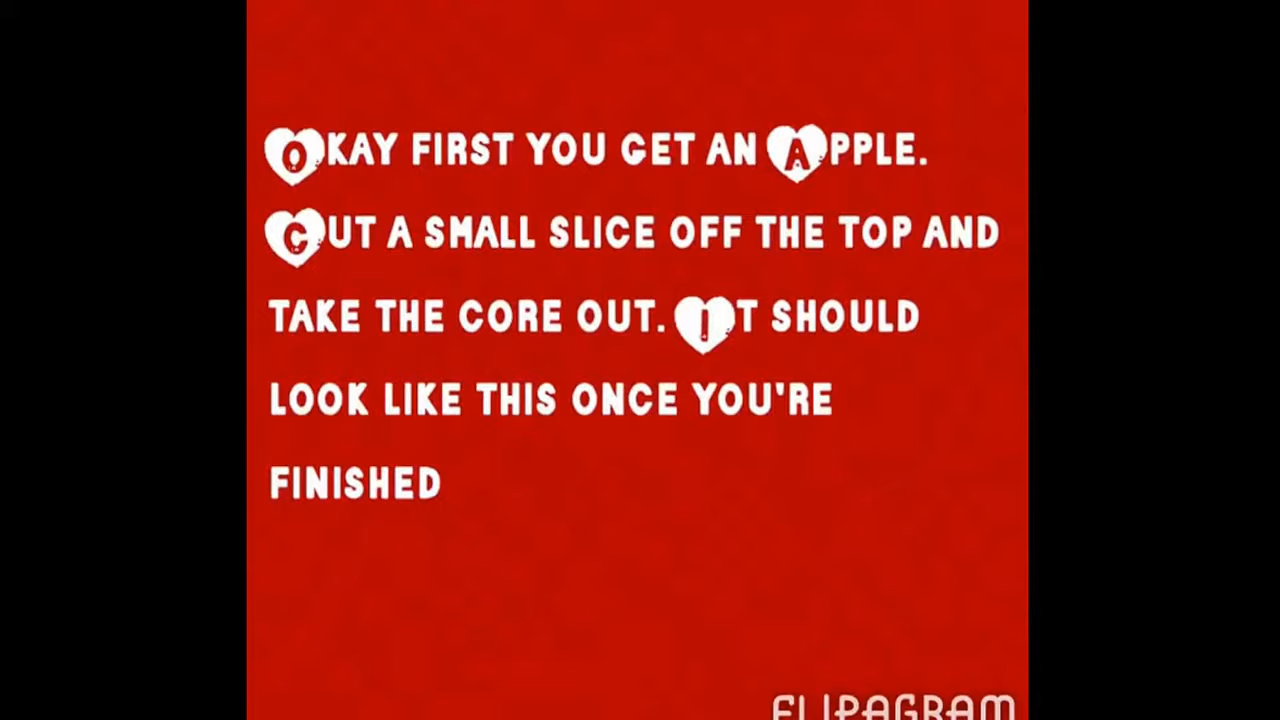 Okay first you get an Apple.
Cut a small slice off the top and
take the core out. It should
look like this once you're
finished
FLIPAGRAM